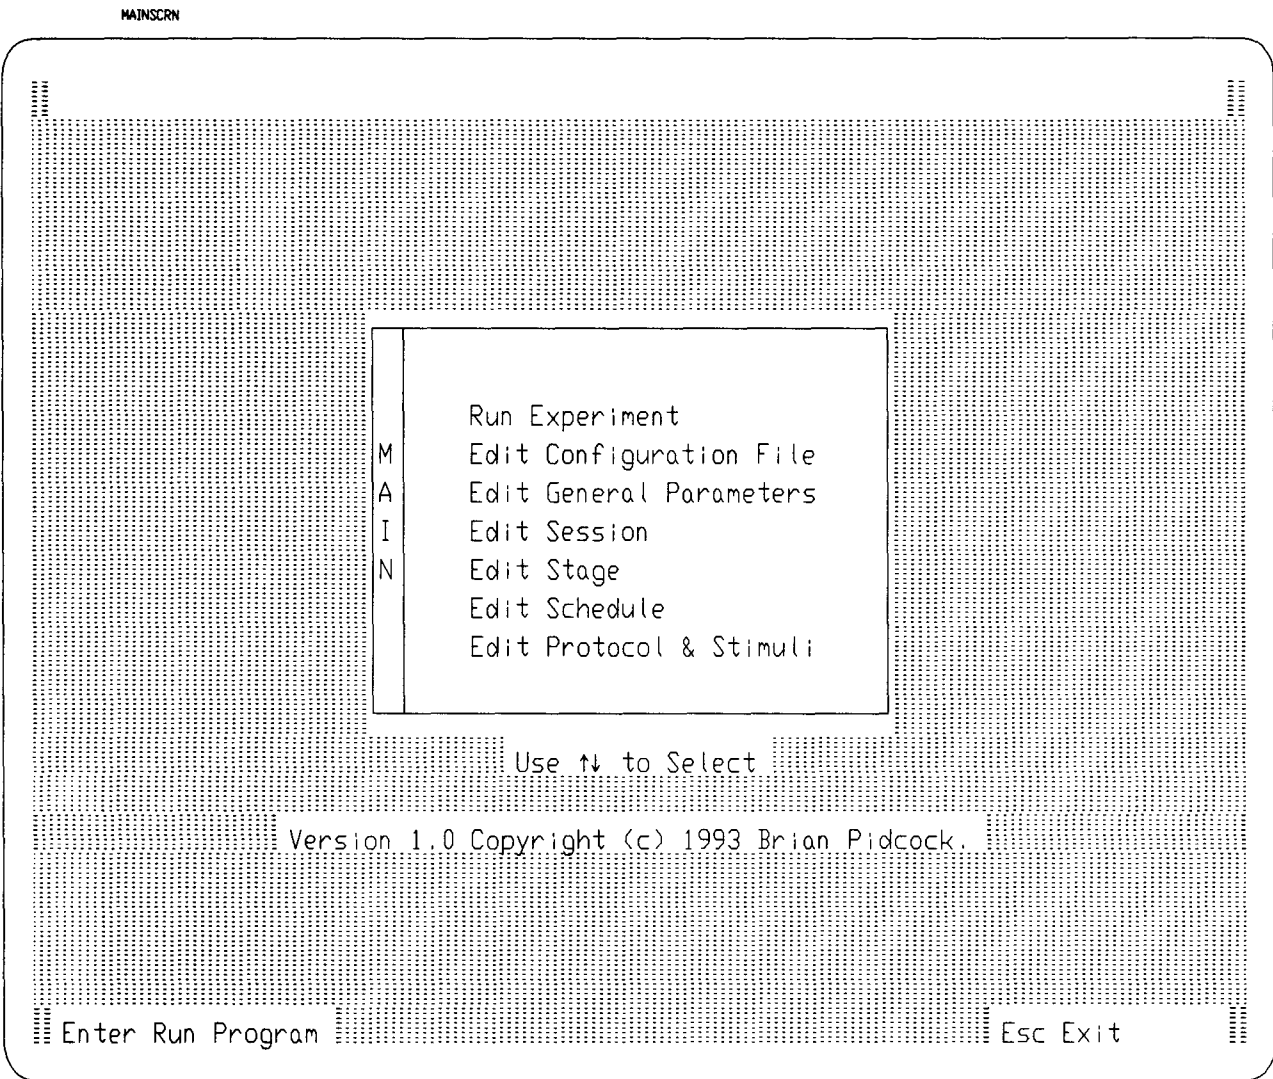 MAINSCRN
Run Experiment
M Edit Configuration File
A Edit General Parameters
I Edit Session
N Edit Stage
Edit Schedule
Edit Protocol & Stimuli
Use ↑↓ to Select
Version 1.0 Copyright (c) 1993 Brian Pidcock.
Enter Run Program Esc Exit